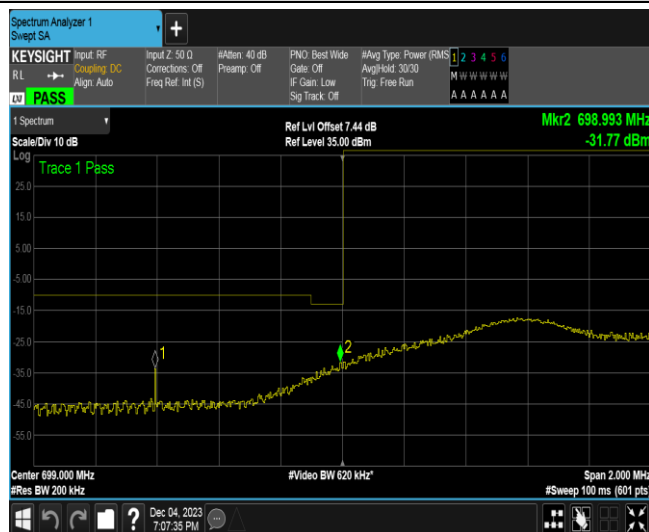 Spectrum Analyzer 1
Swept SA
+
KEYSIGHT
RL
LXI PASS
Input: RF
Coupling: DC
Align: Auto
Input Z: 50 Ω
Corrections: Off
Freq Ref: Int (S)
#Atten: 40 dB
Preamp: Off
PNO: Best Wide
Gate: Off
IF Gain: Low
Sig Track: Off
#Avg Type: Power (RMS
Avg|Hold: 30/30
Trig: Free Run
1 2 3 4 5 6
M W W W W W
A A A A A A
1 Spectrum
Scale/Div 10 dB
Ref Lvl Offset 7.44 dB
Ref Level 35.00 dBm
Mkr2 698.993 MHz
-31.77 dBm
Log
Trace 1 Pass
25.0
15.0
5.00
-5.00
-15.0
-25.0
-35.0
-45.0
-55.0
1
2
Center 699.000 MHz
#Res BW 200 kHz
#Video BW 620 kHz*
Span 2.000 MHz
#Sweep 100 ms (601 pts)
?
Dec 04, 2023
7:07:35 PM